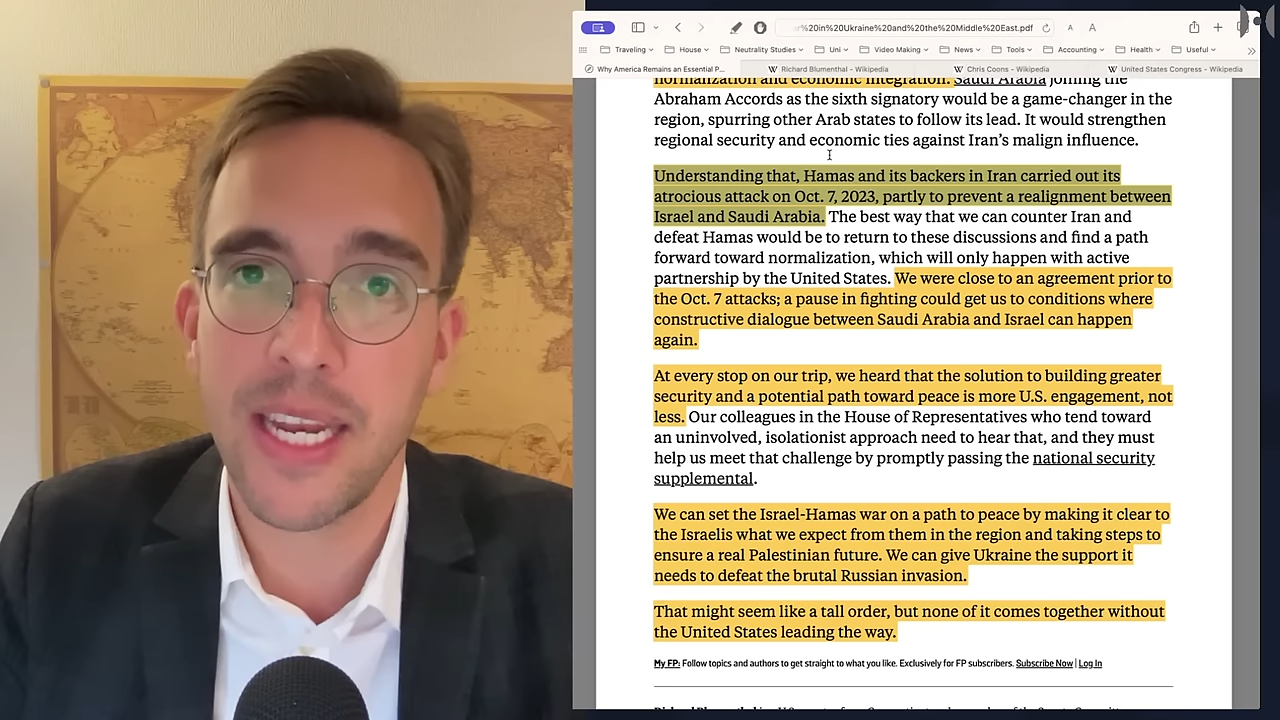 r%20in%20Ukraine%20and%20the%20Middle%20East.pdf
A A
Traveling House Neutrality Studies Uni Video Making News Tools Accounting Health Useful
Why America Remains an Essential P... Richard Blumenthal - Wikipedia Chris Coons - Wikipedia United States Congress - Wikipedia
normalization and economic integration. Saudi Arabia joining the
Abraham Accords as the sixth signatory would be a game-changer in the
region, spurring other Arab states to follow its lead. It would strengthen
regional security and economic ties against Iran’s malign influence.
Understanding that, Hamas and its backers in Iran carried out its
atrocious attack on Oct. 7, 2023, partly to prevent a realignment between
Israel and Saudi Arabia. The best way that we can counter Iran and
defeat Hamas would be to return to these discussions and find a path
forward toward normalization, which will only happen with active
partnership by the United States. We were close to an agreement prior to
the Oct. 7 attacks; a pause in fighting could get us to conditions where
constructive dialogue between Saudi Arabia and Israel can happen
again.
At every stop on our trip, we heard that the solution to building greater
security and a potential path toward peace is more U.S. engagement, not
less. Our colleagues in the House of Representatives who tend toward
an uninvolved, isolationist approach need to hear that, and they must
help us meet that challenge by promptly passing the national security
supplemental.
We can set the Israel-Hamas war on a path to peace by making it clear to
the Israelis what we expect from them in the region and taking steps to
ensure a real Palestinian future. We can give Ukraine the support it
needs to defeat the brutal Russian invasion.
That might seem like a tall order, but none of it comes together without
the United States leading the way.
My FP: Follow topics and authors to get straight to what you like. Exclusively for FP subscribers. Subscribe Now | Log In